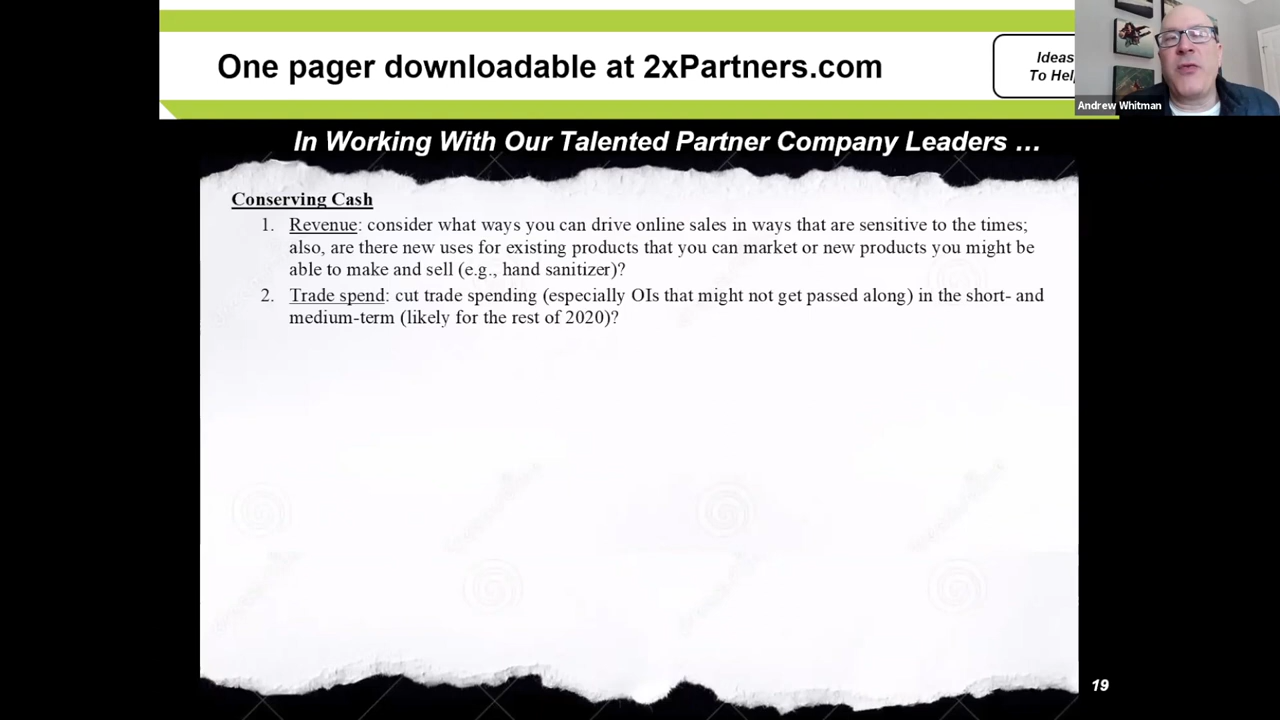 One pager downloadable at 2xPartners.com
Ideas
To Hel
Andrew Whitman
In Working With Our Talented Partner Company Leaders …
Conserving Cash
1. Revenue: consider what ways you can drive online sales in ways that are sensitive to the times;
also, are there new uses for existing products that you can market or new products you might be
able to make and sell (e.g., hand sanitizer)?
2. Trade spend: cut trade spending (especially OIs that might not get passed along) in the short- and
medium-term (likely for the rest of 2020)?
19